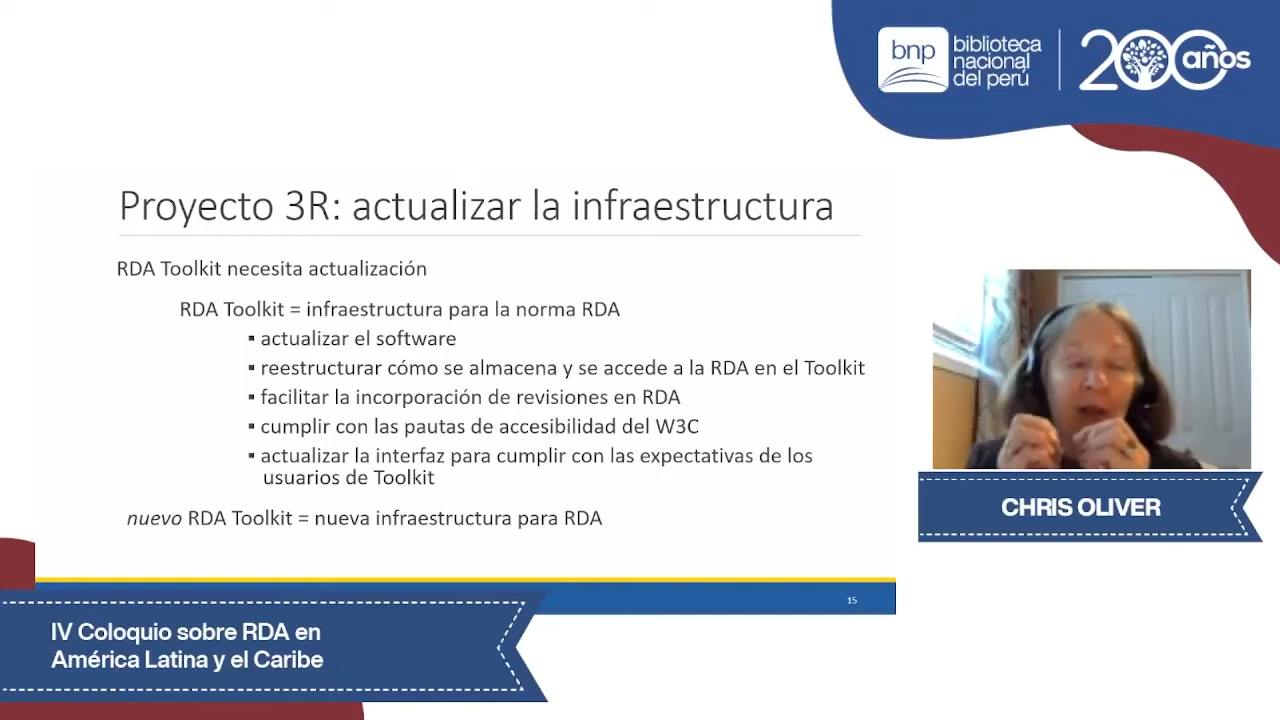 bnp
biblioteca
nacional
del perú
200 años
Proyecto 3R: actualizar la infraestructura
RDA Toolkit necesita actualización
RDA Toolkit = infraestructura para la norma RDA
▪ actualizar el software
▪ reestructurar cómo se almacena y se accede a la RDA en el Toolkit
▪ facilitar la incorporación de revisiones en RDA
▪ cumplir con las pautas de accesibilidad del W3C
▪ actualizar la interfaz para cumplir con las expectativas de los
usuarios de Toolkit
nuevo RDA Toolkit = nueva infraestructura para RDA
15
CHRIS OLIVER
IV Coloquio sobre RDA en
América Latina y el Caribe